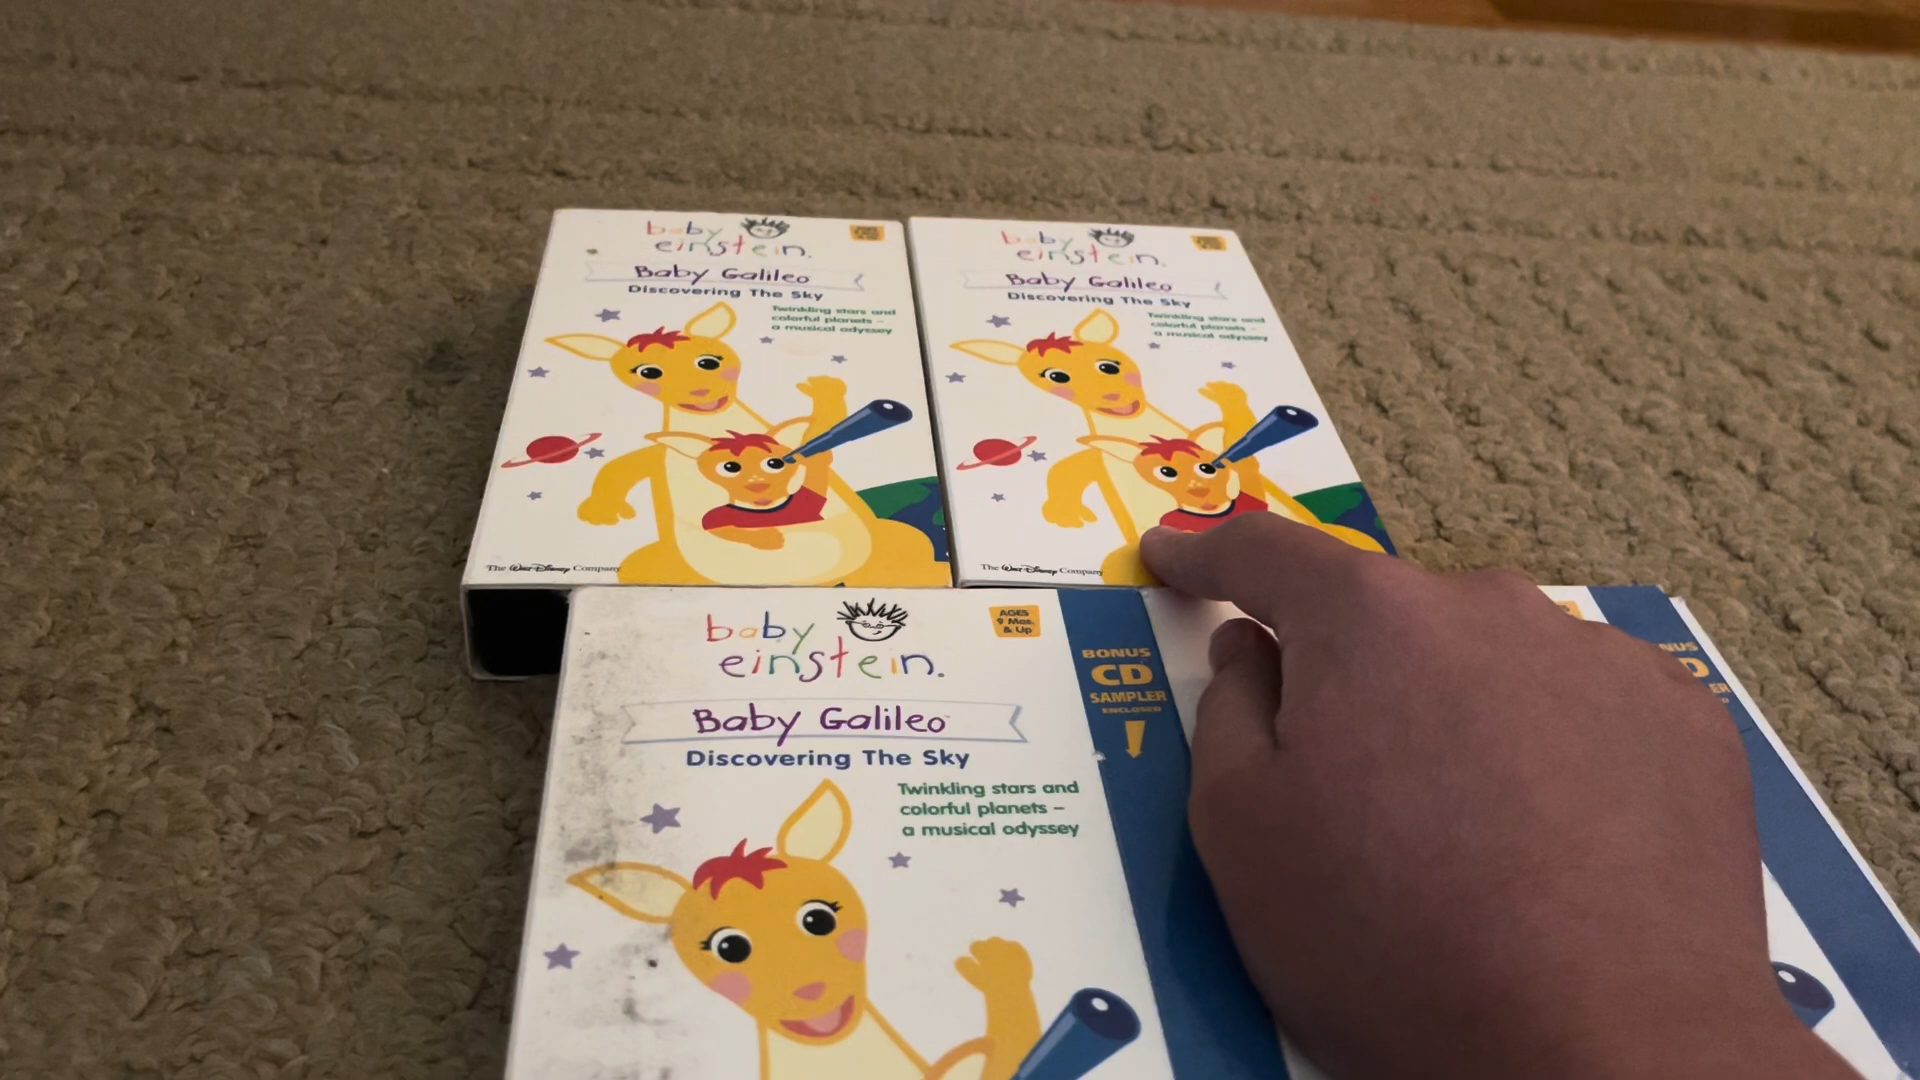 baby
einstein.
Baby Galileo
Discovering The Sky
Twinkling stars and
colorful planets –
a musical odyssey
The Walt Disney Company
baby
einstein.
Baby Galileo
Discovering The Sky
Twinkling stars and
colorful planets –
a musical odyssey
The Walt Disney Company
baby
einstein.
AGES
9 Mos.
& Up
Baby Galileo
Discovering The Sky
Twinkling stars and
colorful planets –
a musical odyssey
BONUS
CD
SAMPLER
ENCLOSED